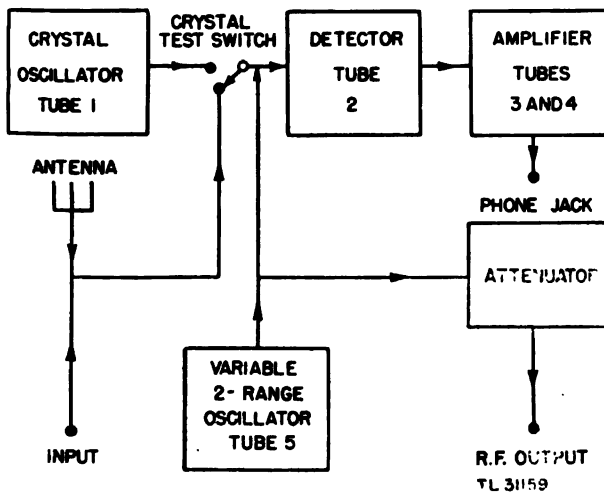 CRYSTAL
OSCILLATOR
TUBE 1
CRYSTAL
TEST SWITCH
DETECTOR
TUBE
2
AMPLIFIER
TUBES
3 AND 4
ANTENNA
PHONE JACK
ATTENUATOR
VARIABLE
2-RANGE
OSCILLATOR
TUBE 5
INPUT
R.F. OUTPUT
TL 31159